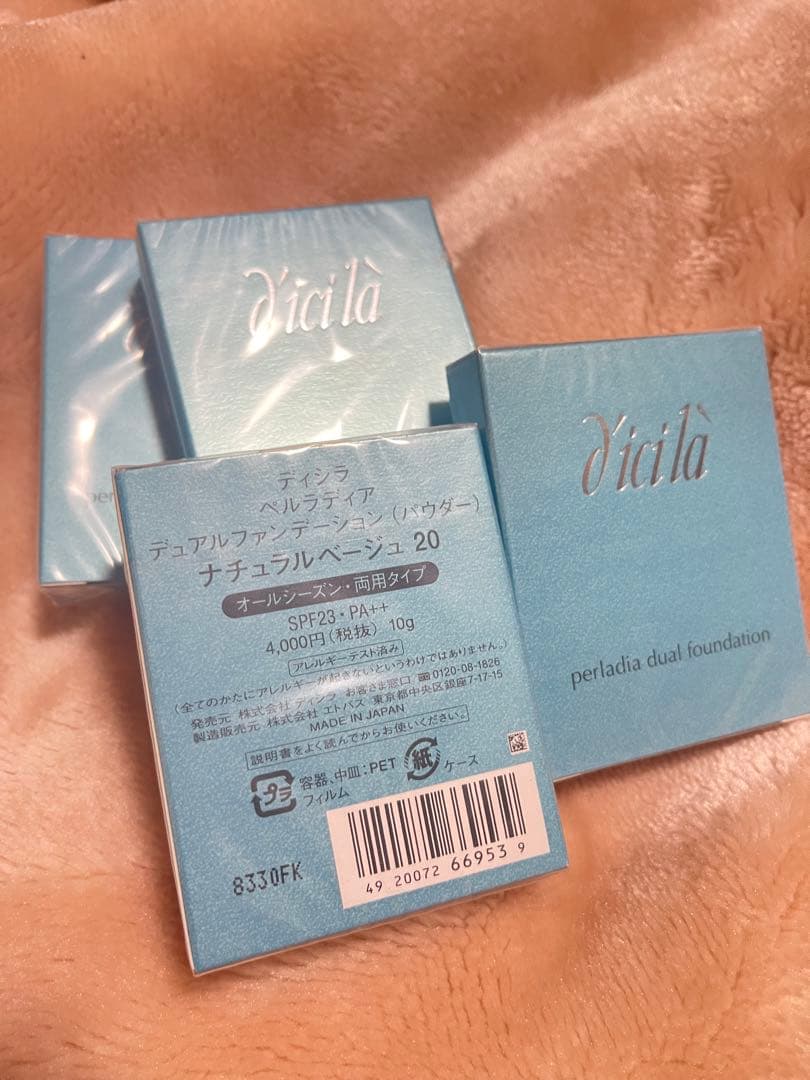 d'ici là
d'ici là
perladia dual foundation
per
ディシラ
ペルラディア
デュアルファンデーション(パウダー)
ナチュラルベージュ 20
オールシーズン・両用タイプ
SPF23・PA++
4,000円(税抜) 10g
アレルギーテスト済み
(全てのかたにアレルギーが起きないというわけではありません。)
発売元 株式会社 ディシラ お客さま窓口 ☎0120-08-1826
製造販売元 株式会社 エトバス 東京都中央区銀座7-17-15
MADE IN JAPAN
説明書をよく読んでからお使いください。
プラ 容器、中皿:PET 紙 ケース
フィルム
8330FK
49 20072 66953 9